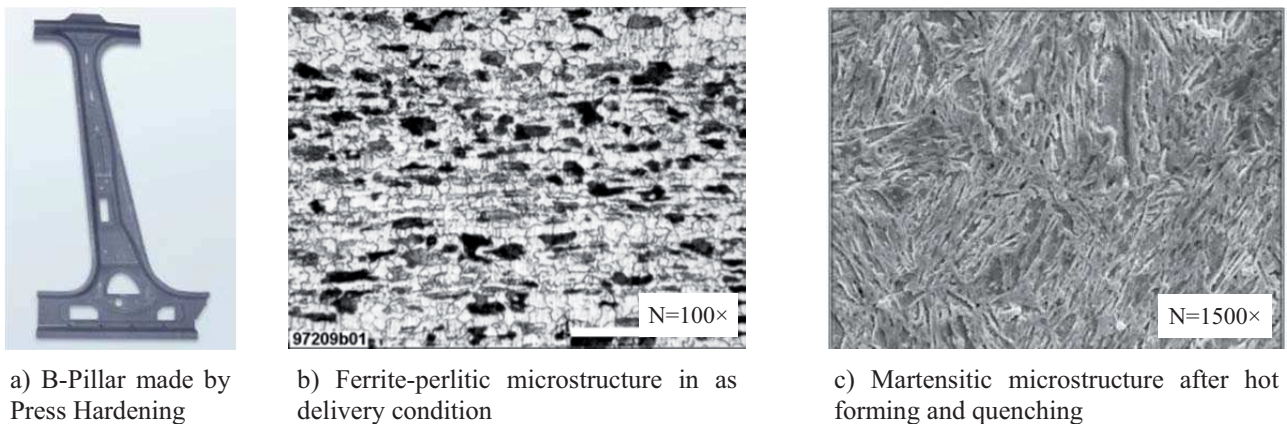 97209b01
N=100×
N=1500×
a) B-Pillar made by
Press Hardening
b) Ferrite-perlitic microstructure in as
delivery condition
c) Martensitic microstructure after hot
forming and quenching